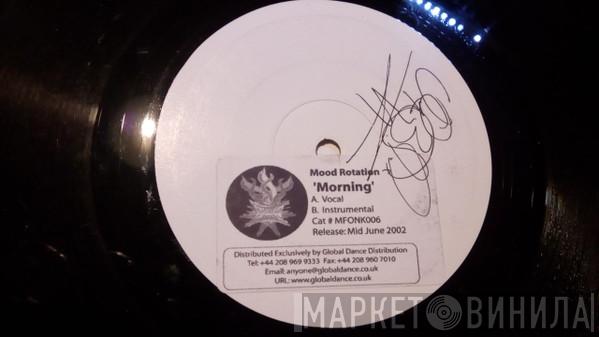 Mood Rotation
'Morning'
A. Vocal
B. Instrumental
Cat # MFONK006
Release: Mid June 2002
Distributed Exclusively by Global Dance Distribution
Tel: +44 208 969 9333 Fax: +44 208 960 7010
Email: anyone@globaldance.co.uk
URL: www.globaldance.co.uk
МАРКЕТ ВИНИЛА